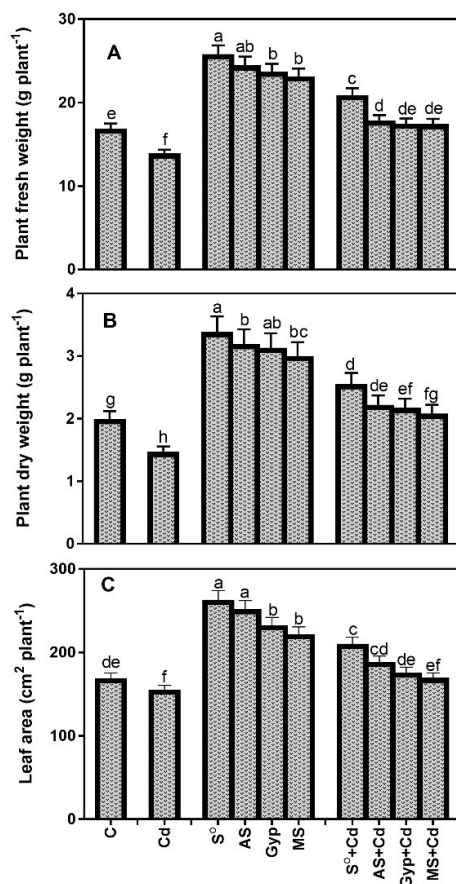 A
Plant fresh weight (g plant⁻¹)
30
20
10
0
e
f
a
ab
b
b
c
d
de
de
B
Plant dry weight (g plant⁻¹)
4
3
2
1
0
g
h
a
b
ab
bc
d
de
ef
fg
C
Leaf area (cm² plant⁻¹)
300
200
100
0
de
f
a
a
b
b
c
cd
de
ef
C
Cd
S⁰
AS
Gyp
MS
S⁰+Cd
AS+Cd
Gyp+Cd
MS+Cd